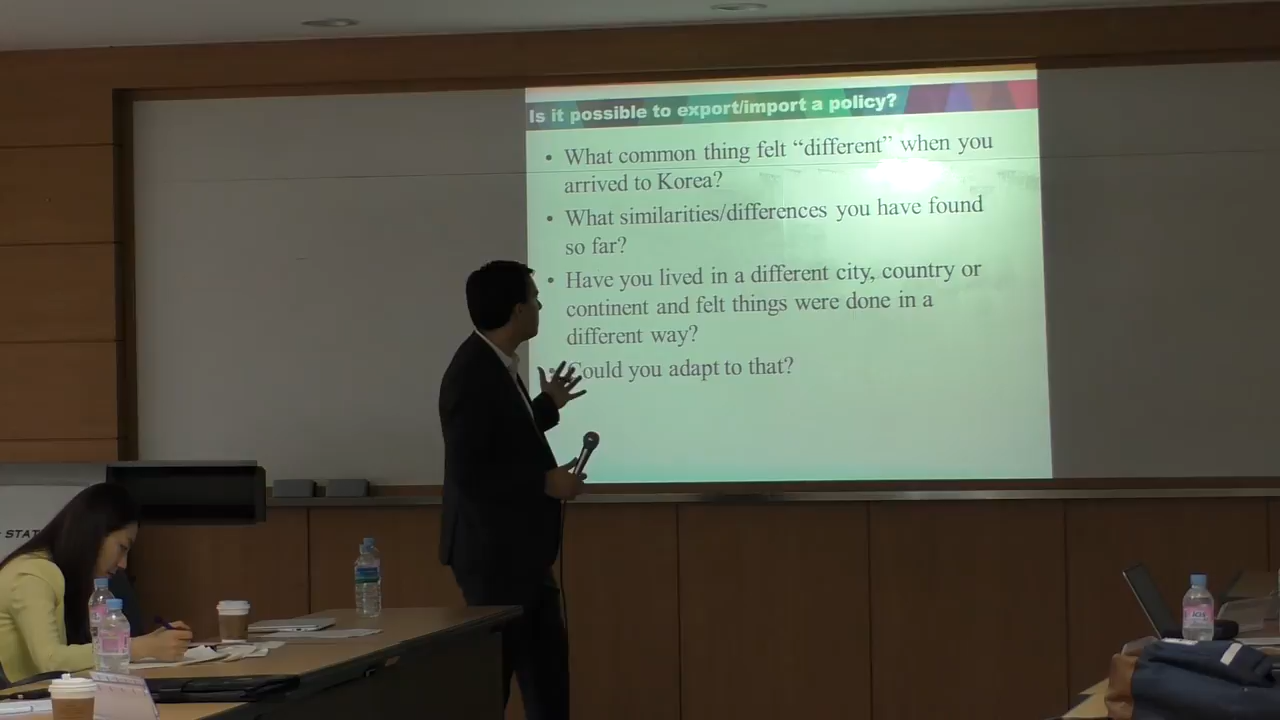 Is it possible to export/import a policy?
• What common thing felt “different” when you
arrived to Korea?
• What similarities/differences you have found
so far?
• Have you lived in a different city, country or
continent and felt things were done in a
different way?
• Could you adapt to that?
STAT